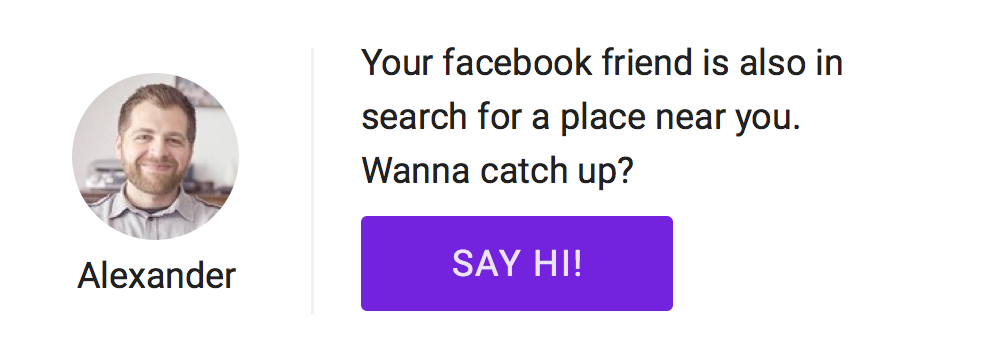 Your facebook friend is also in
search for a place near you.
Wanna catch up?
SAY HI!
Alexander